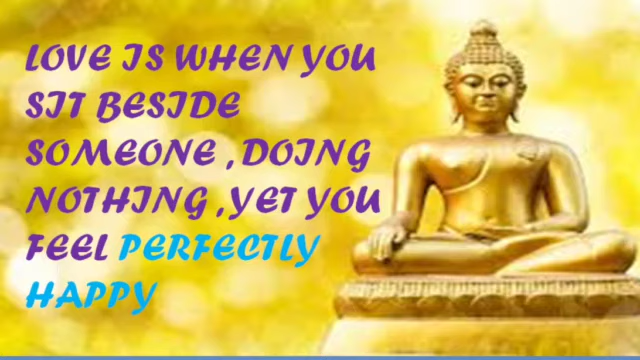 LOVE IS WHEN YOU
SIT BESIDE
SOMEONE , DOING
NOTHING , YET YOU
FEEL PERFECTLY
HAPPY